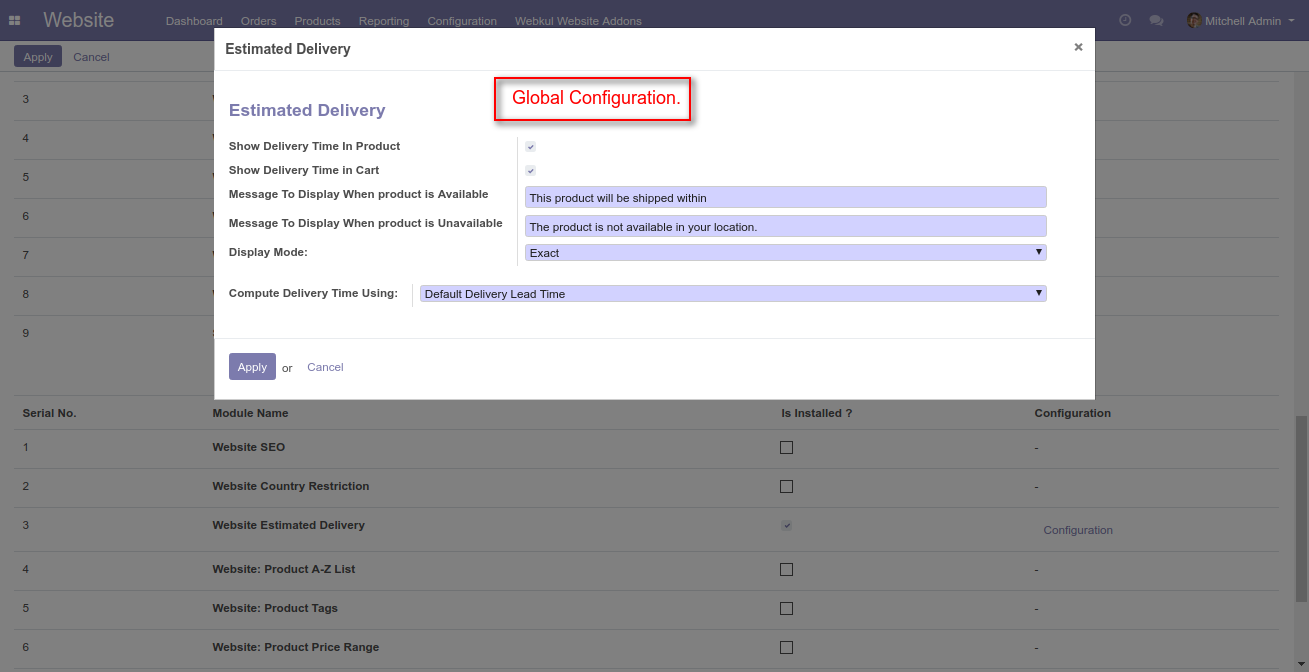 Website Dashboard Orders Products Reporting Configuration Webkul Website Addons Mitchell Admin
Apply Cancel
Estimated Delivery ×
Global Configuration.
Estimated Delivery
Show Delivery Time In Product
Show Delivery Time in Cart
Message To Display When product is Available This product will be shipped within
Message To Display When product is Unavailable The product is not available in your location.
Display Mode: Exact
Compute Delivery Time Using: Default Delivery Lead Time
Apply or Cancel
3
4
5
6
7
8
9
Serial No. Module Name Is Installed ? Configuration
1 Website SEO -
2 Website Country Restriction -
3 Website Estimated Delivery Configuration
4 Website: Product A-Z List -
5 Website: Product Tags -
6 Website: Product Price Range -